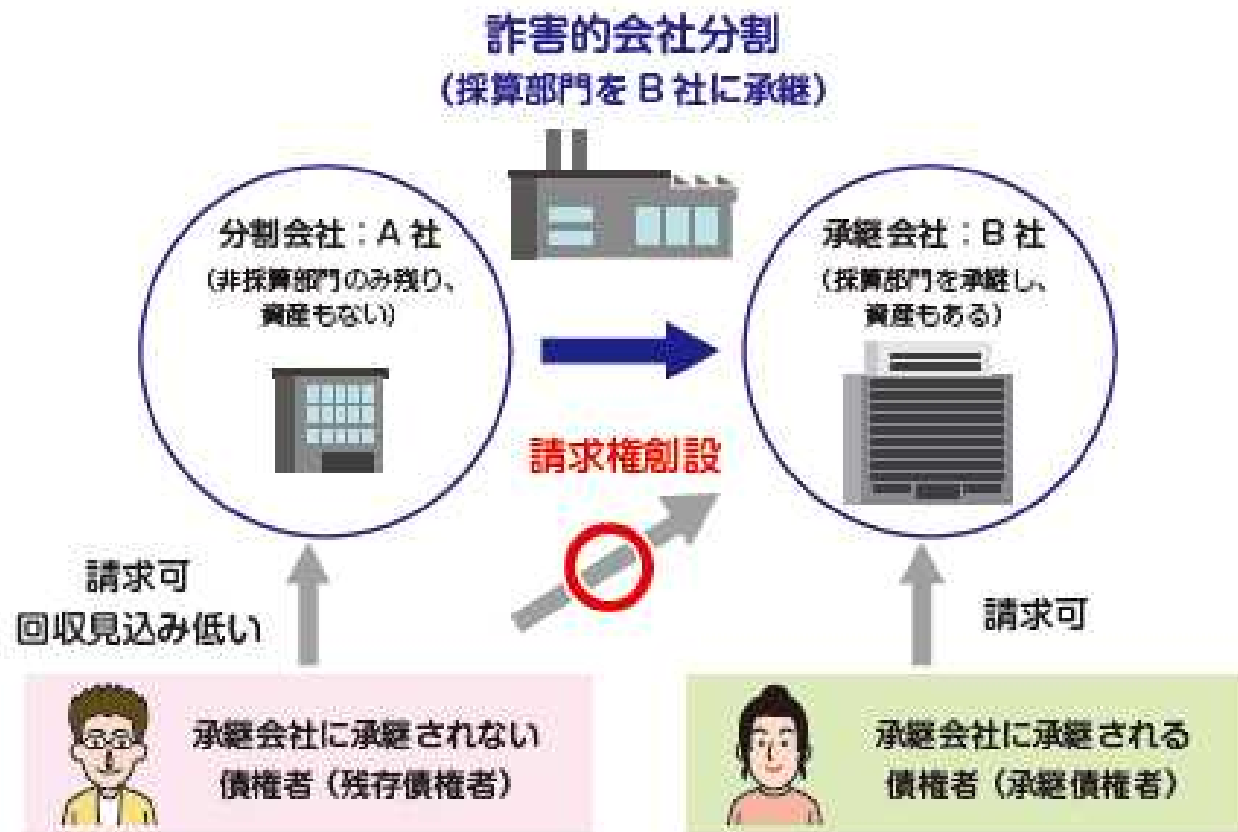 詐害的会社分割
（採算部門を B 社に承継）
分割会社：A 社
（非採算部門のみ残り、
資産もない）
承継会社：B 社
（採算部門を承継し、
資産もある）
請求権創設
請求可
回収見込み低い
請求可
承継会社に承継されない
債権者（残存債権者）
承継会社に承継される
債権者（承継債権者）